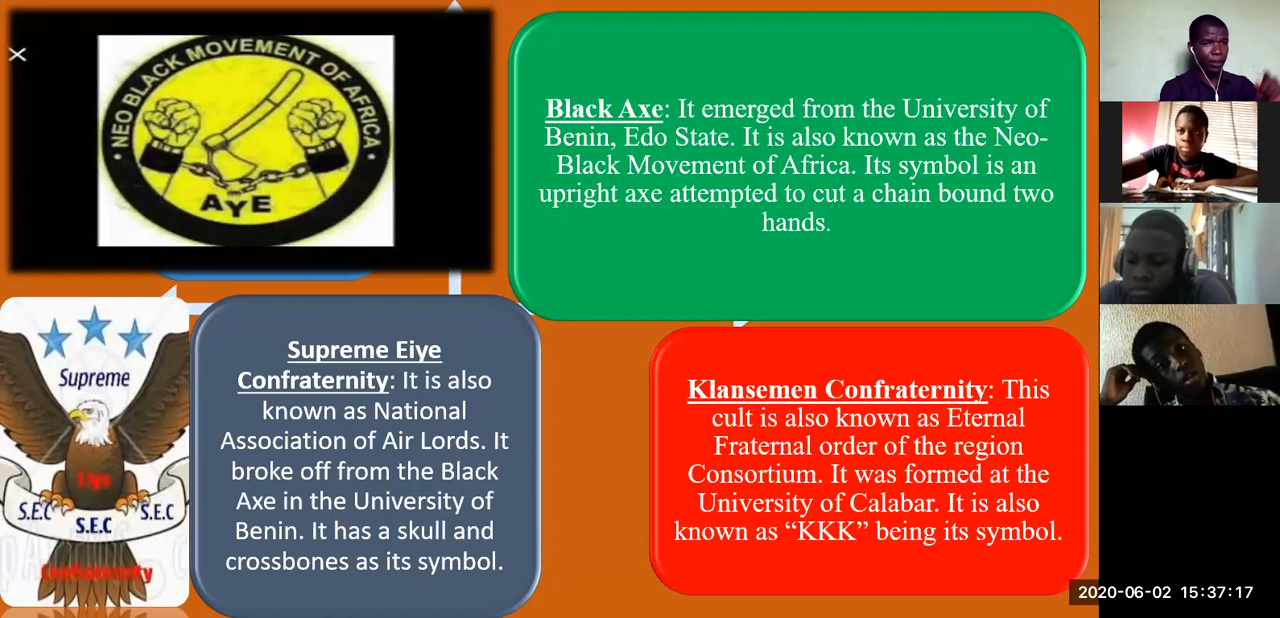 NEO BLACK MOVEMENT OF AFRICA
AYE
Black Axe: It emerged from the University of
Benin, Edo State. It is also known as the Neo-
Black Movement of Africa. Its symbol is an
upright axe attempted to cut a chain bound two
hands.
Supreme
Eiye
S.E.C
S.E.C
S.E.C
Confraternity
Supreme Eiye
Confraternity: It is also
known as National
Association of Air Lords. It
broke off from the Black
Axe in the University of
Benin. It has a skull and
crossbones as its symbol.
Klansemen Confraternity: This
cult is also known as Eternal
Fraternal order of the region
Consortium. It was formed at the
University of Calabar. It is also
known as “KKK” being its symbol.
2020-06-02 15:37:17